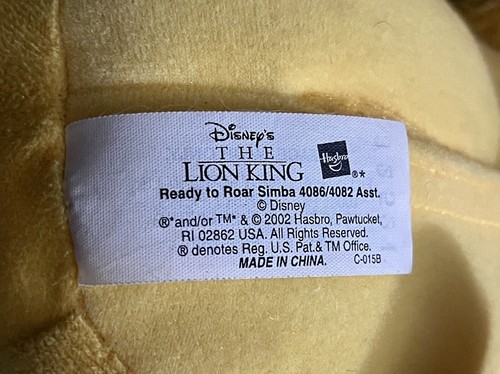 Disney's
THE
LION KING
Hasbro ®*
Ready to Roar Simba 4086/4082 Asst.
© Disney
®*and/or ™* & © 2002 Hasbro, Pawtucket,
RI 02862 USA. All Rights Reserved.
® denotes Reg. U.S. Pat.& TM Office.
MADE IN CHINA. C-015B